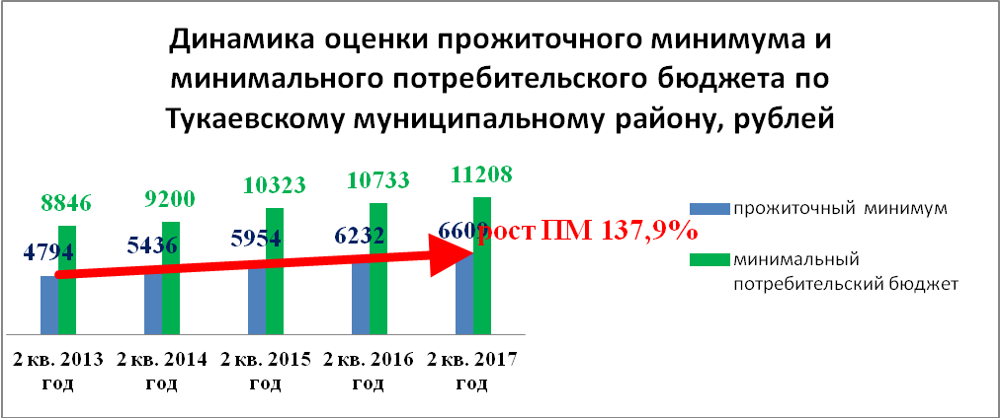 Динамика оценки прожиточного минимума и
минимального потребительского бюджета по
Тукаевскому муниципальному району, рублей
8846
9200
10323
10733
11208
4794
5436
5954
6232
6609
рост ПМ 137,9%
прожиточный минимум
минимальный
потребительский бюджет
2 кв. 2013
год
2 кв. 2014
год
2 кв. 2015
год
2 кв. 2016
год
2 кв. 2017
год